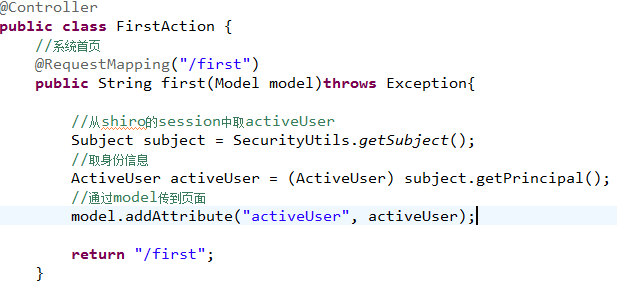 @Controller
public class FirstAction {
//系统首页
@RequestMapping("/first")
public String first(Model model)throws Exception{
//从shiro的session中取activeUser
Subject subject = SecurityUtils.getSubject();
//取身份信息
ActiveUser activeUser = (ActiveUser) subject.getPrincipal();
//通过model传到页面
model.addAttribute("activeUser", activeUser);
return "/first";
}